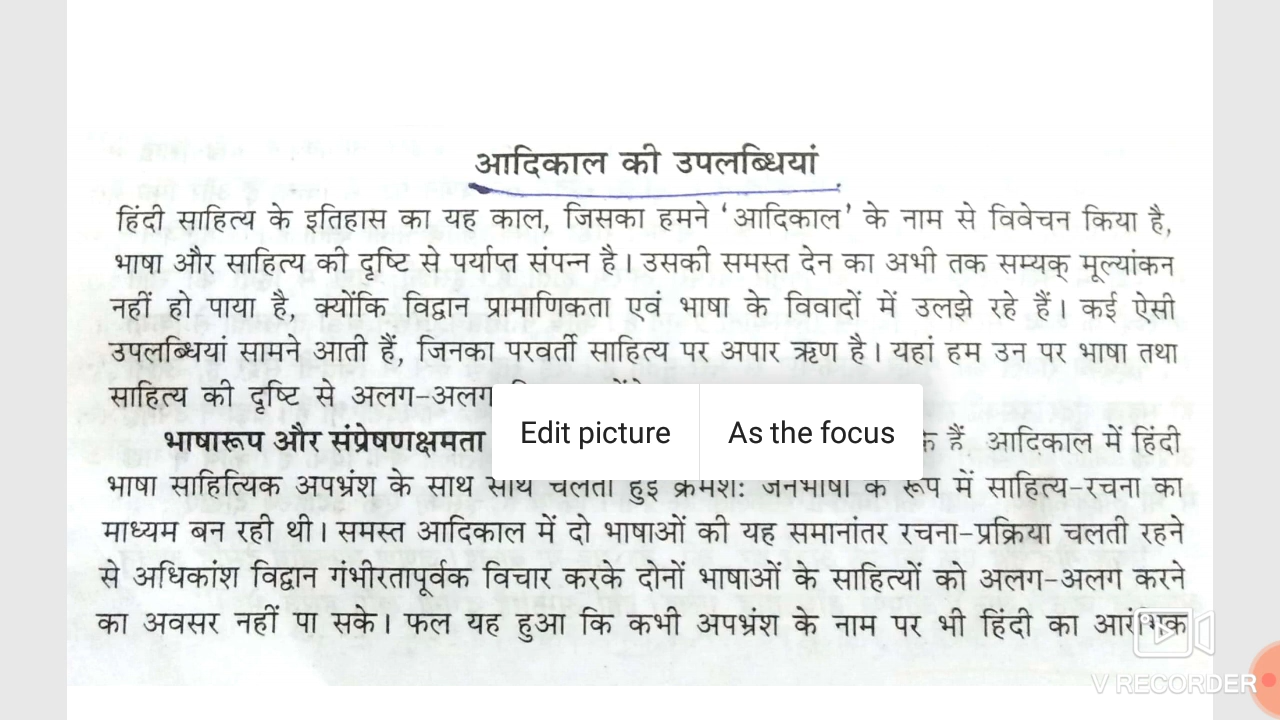 आदिकाल की उपलब्धियां
हिंदी साहित्य के इतिहास का यह काल, जिसका हमने ‘आदिकाल’ के नाम से विवेचन किया है,
भाषा और साहित्य की दृष्टि से पर्याप्त संपन्न है। उसकी समस्त देन का अभी तक सम्यक् मूल्यांकन
नहीं हो पाया है, क्योंकि विद्वान प्रामाणिकता एवं भाषा के विवादों में उलझे रहे हैं। कई ऐसी
उपलब्धियां सामने आती हैं, जिनका परवर्ती साहित्य पर अपार ऋण है। यहां हम उन पर भाषा तथा
साहित्य की दृष्टि से अलग-अलग
Edit picture As the focus
भाषारूप और संप्रेषणक्षमता हैं, आदिकाल में हिंदी
भाषा साहित्यिक अपभ्रंश के साथ साथ चलती हुई क्रमशः जनभाषा के रूप में साहित्य-रचना का
माध्यम बन रही थी। समस्त आदिकाल में दो भाषाओं की यह समानांतर रचना-प्रक्रिया चलती रहने
से अधिकांश विद्वान गंभीरतापूर्वक विचार करके दोनों भाषाओं के साहित्यों को अलग-अलग करने
का अवसर नहीं पा सके। फल यह हुआ कि कभी अपभ्रंश के नाम पर भी हिंदी का आरंभिक
V RECORDER